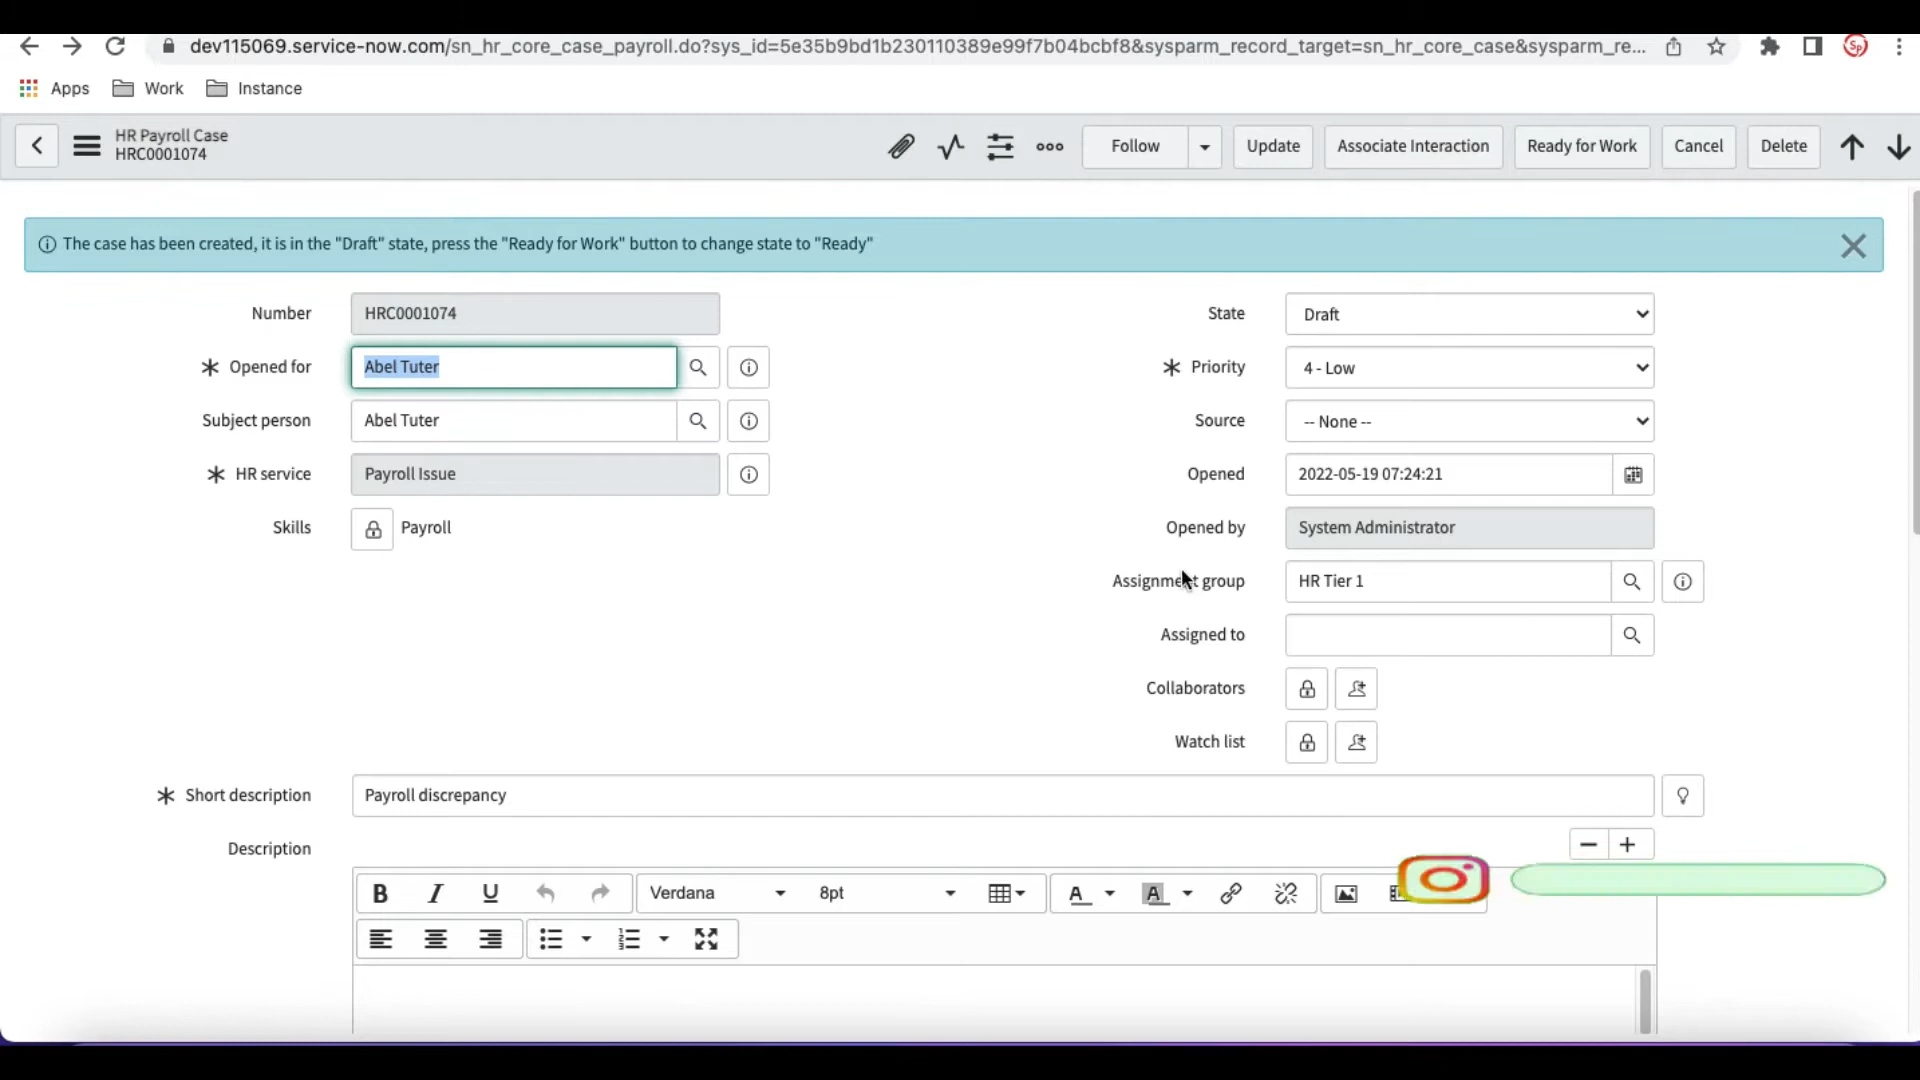 dev115069.service-now.com/sn_hr_core_case_payroll.do?sys_id=5e35b9bd1b230110389e99f7b04bcbf8&sysparm_record_target=sn_hr_core_case&sysparm_re...
Sp
Apps Work Instance
HR Payroll Case
HRC0001074
Follow Update Associate Interaction Ready for Work Cancel Delete
The case has been created, it is in the "Draft" state, press the "Ready for Work" button to change state to "Ready"
Number HRC0001074 State Draft
Opened for Abel Tuter Priority 4 - Low
Subject person Abel Tuter Source -- None --
HR service Payroll Issue Opened 2022-05-19 07:24:21
Skills Payroll Opened by System Administrator
Assignment group HR Tier 1
Assigned to
Collaborators
Watch list
Short description Payroll discrepancy
Description
B I U Verdana 8pt A A